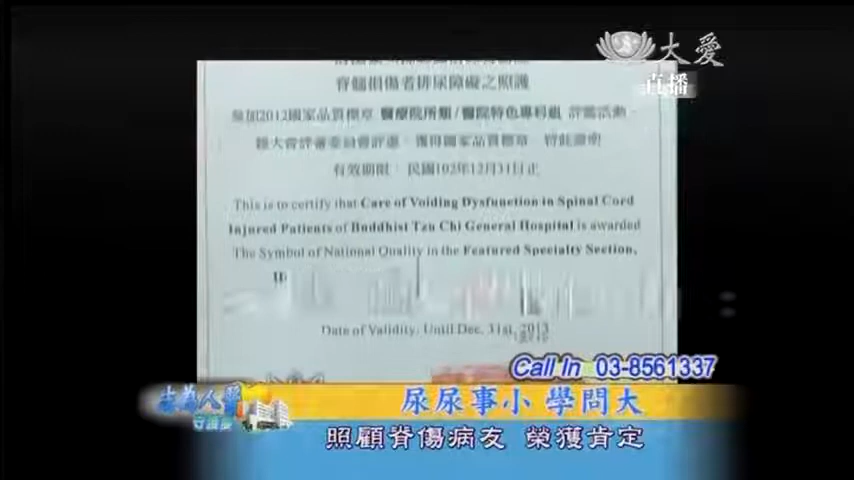 大愛
直播
脊髓損傷者排尿障礙之照護
參加2012國家品質標章 醫療院所類/醫院特色專科組 評鑑活動，
經大會評審委員會評選，獲得國家品質標章，特此證明
有效期限：民國102年12月31日止
This is to certify that Care of Voiding Dysfunction in Spinal Cord
Injured Patients of Buddhist Tzu Chi General Hospital is awarded
The Symbol of National Quality in the Featured Specialty Section.
Date of Validity, Until Dec. 31st, 2013
Call In 03-8561337
志為人醫
守護愛
尿尿事小 學問大
照顧脊傷病友 榮獲肯定